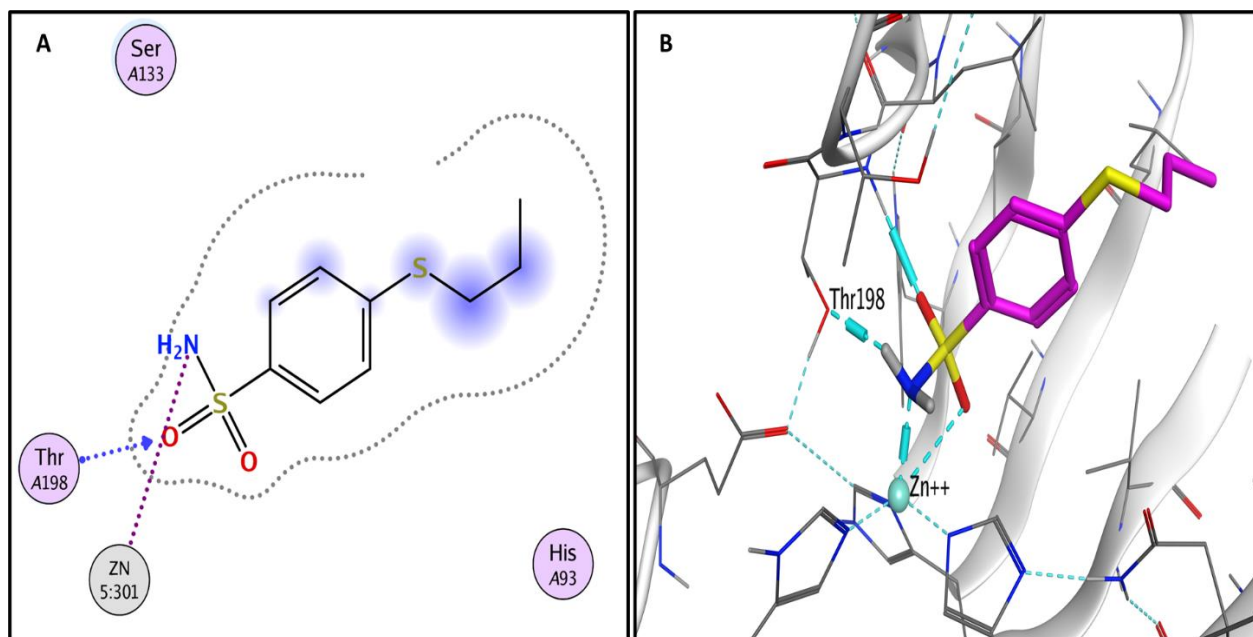 A
Ser
A133
S
H₂N
S
O
O
Thr
A198
ZN
5:301
His
A93
B
Thr198
Zn++